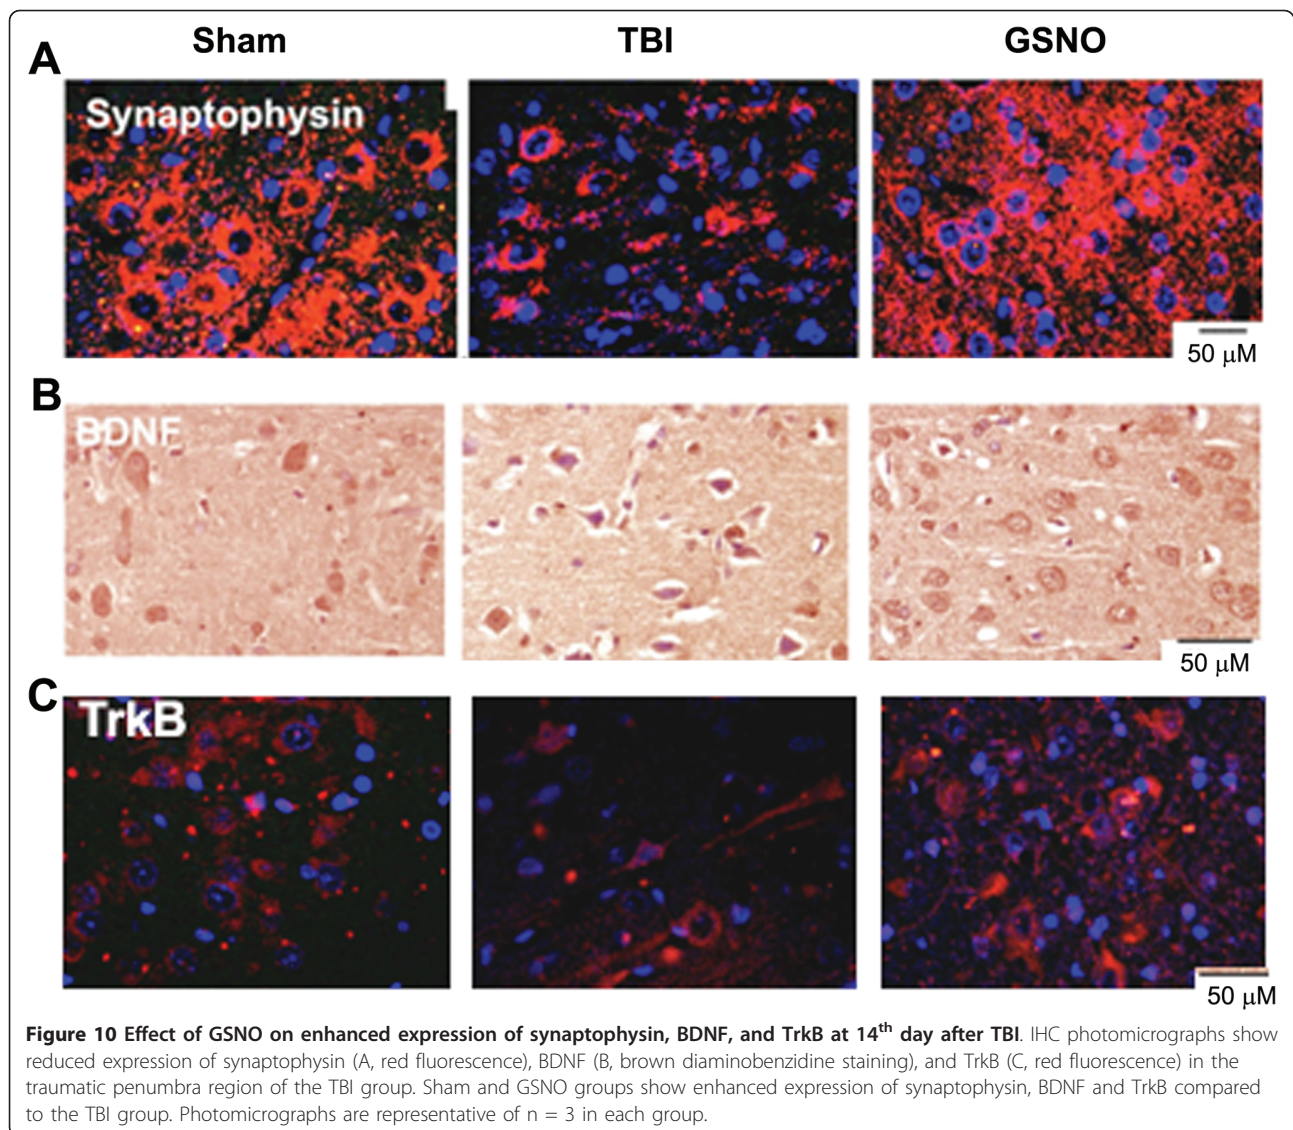 Sham TBI GSNO
A
Synaptophysin
50 μM
B
BDNF
50 μM
C
TrkB
50 μM
Figure 10 Effect of GSNO on enhanced expression of synaptophysin, BDNF, and TrkB at 14th day after TBI. IHC photomicrographs show
reduced expression of synaptophysin (A, red fluorescence), BDNF (B, brown diaminobenzidine staining), and TrkB (C, red fluorescence) in the
traumatic penumbra region of the TBI group. Sham and GSNO groups show enhanced expression of synaptophysin, BDNF and TrkB compared
to the TBI group. Photomicrographs are representative of n = 3 in each group.